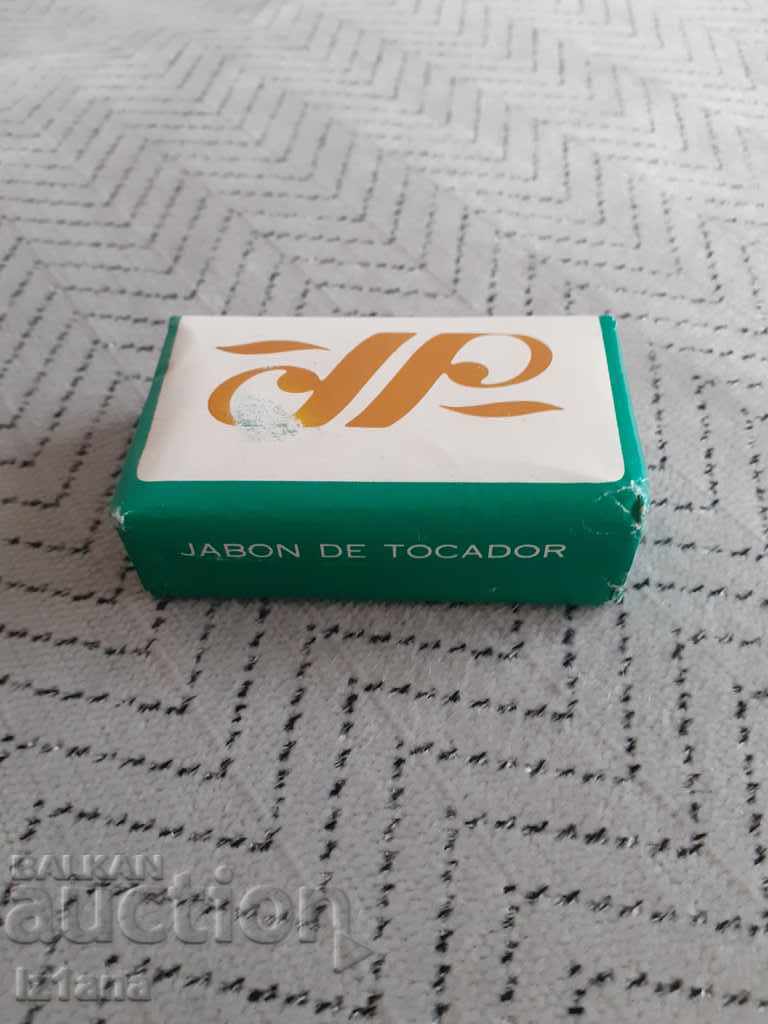 JABON DE TOCADOR
BALKAN
auction
iz1ana